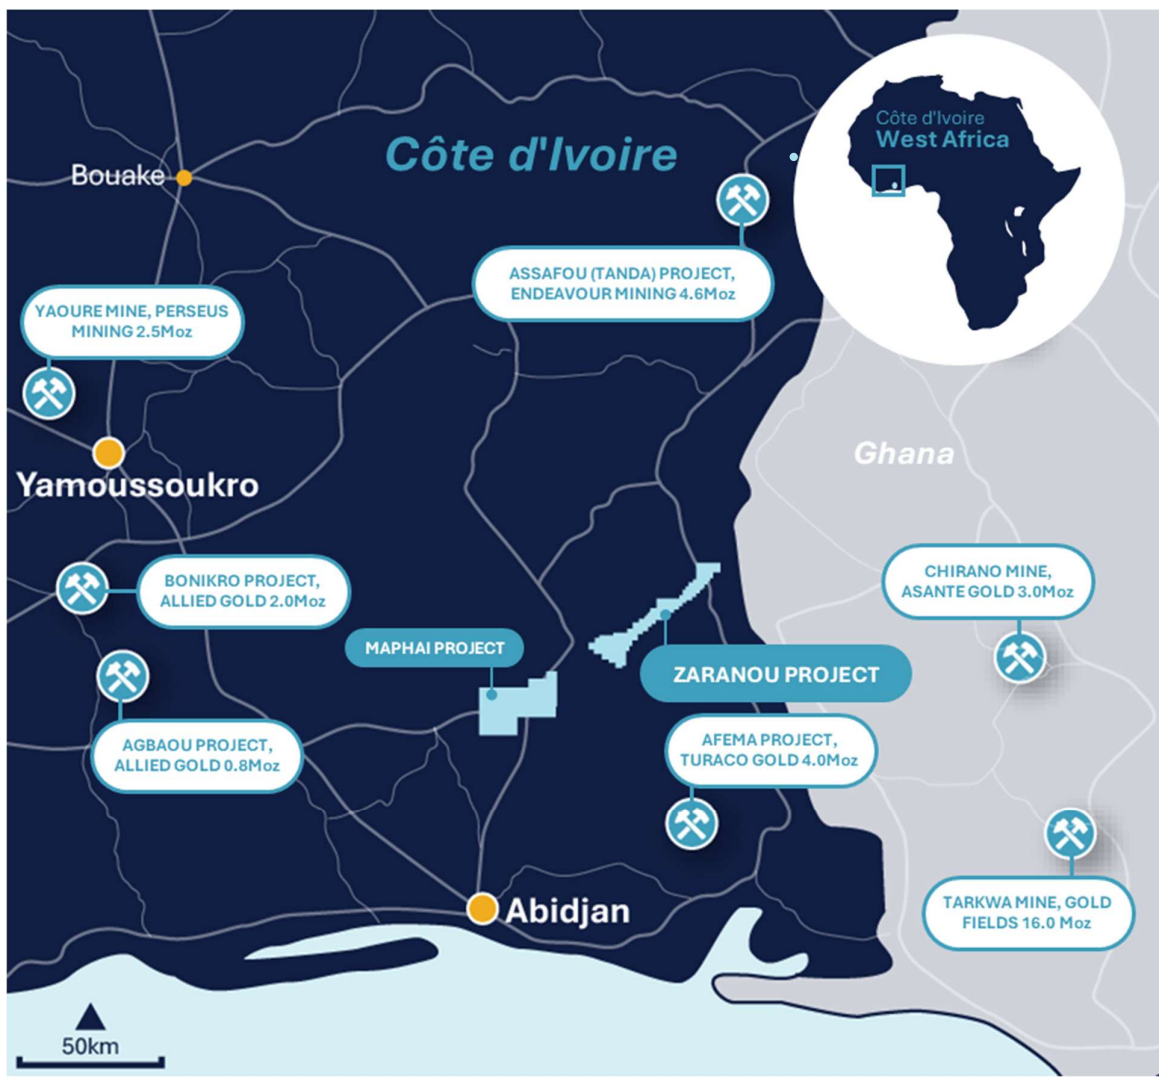 Côte d'Ivoire
West Africa
Côte d'Ivoire
Bouake
ASSAFOU (TANDA) PROJECT,
ENDEAVOUR MINING 4.6Moz
YAOURE MINE, PERSEUS
MINING 2.5Moz
Ghana
Yamoussoukro
CHIRANO MINE,
ASANTE GOLD 3.0Moz
BONIKRO PROJECT,
ALLIED GOLD 2.0Moz
MAPHAI PROJECT
ZARANOU PROJECT
AGBAOU PROJECT,
ALLIED GOLD 0.8Moz
AFEMA PROJECT,
TURACO GOLD 4.0Moz
TARKWA MINE, GOLD
FIELDS 16.0 Moz
Abidjan
50km